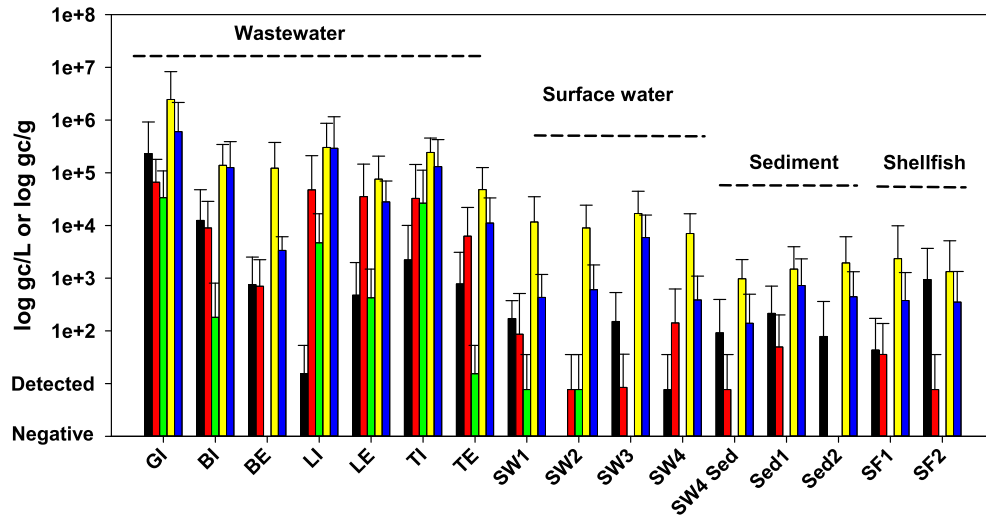 1e+8
Wastewater
1e+7
Surface water
1e+6
Sediment
Shellfish
1e+5
1e+4
1e+3
1e+2
Detected
Negative
log gc/L or log gc/g
GI BI BE LI LE TI TE SW1 SW2 SW3 SW4 SW4 Sed Sed1 Sed2 SF1 SF2